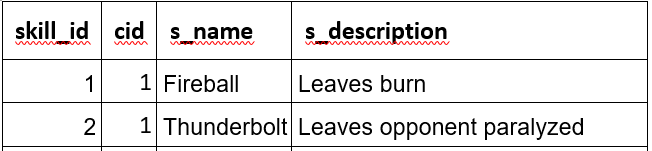 skill_id cid s_name s_description
1 1 Fireball Leaves burn
2 1 Thunderbolt Leaves opponent paralyzed